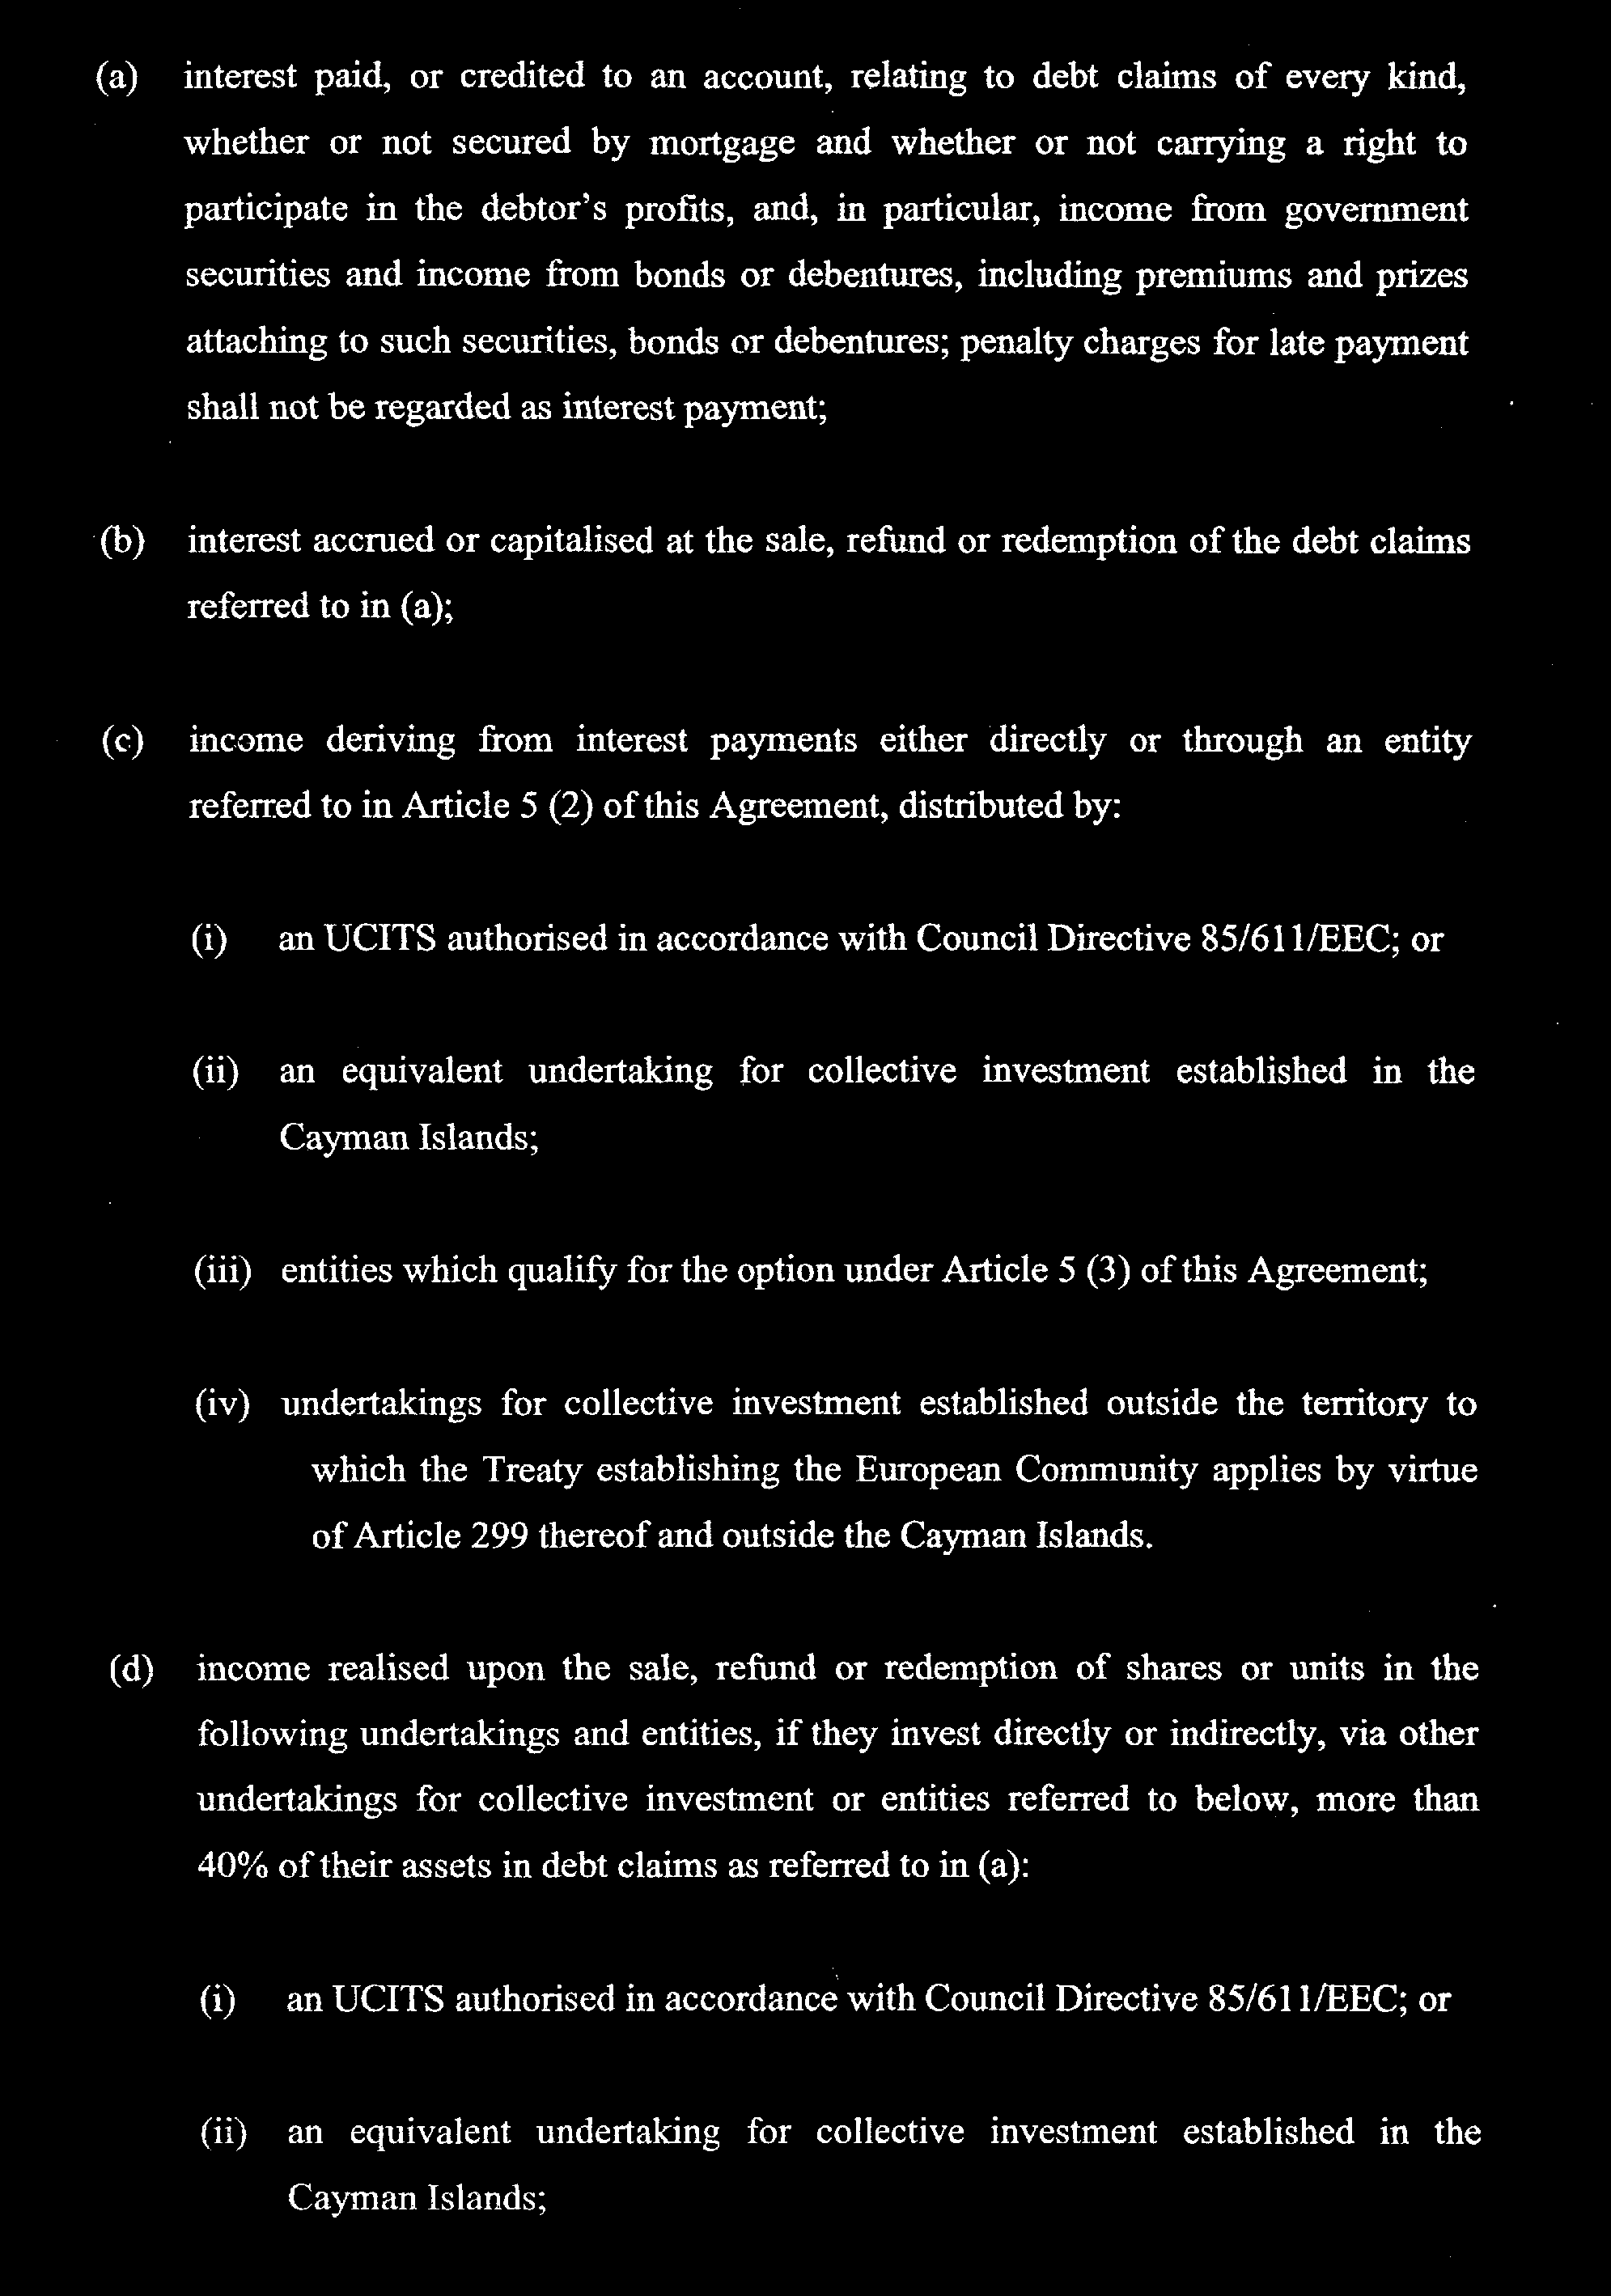 (a) interest paid, or credited to an account, relating to debt claims of every kind,
whether or not secured by mortgage and whether or not carrying a right to
participate in the debtor's profits, and, in particular, income from government
securities and income from bonds or debentures, including premiums and prizes
attaching to such securities, bonds or debentures; penalty charges for late payment
shall not be regarded as interest payment;
(b) interest accrued or capitalised at the sale, refund or redemption of the debt claims
referred to in (a);
(c) income deriving from interest payments either directly or through an entity
referred to in Article 5 (2) of this Agreement, distributed by:
(i) an UCITS authorised in accordance with Council Directive 85/611/EEC; or
(ii) an equivalent undertaking for collective investment established in the
Cayman Islands;
(iii) entities which qualify for the option under Article 5 (3) of this Agreement;
(iv) undertakings for collective investment established outside the territory to
which the Treaty establishing the European Community applies by virtue
of Article 299 thereof and outside the Cayman Islands.
(d) income realised upon the sale, refund or redemption of shares or units in the
following undertakings and entities, if they invest directly or indirectly, via other
undertakings for collective investment or entities referred to below, more than
40% of their assets in debt claims as referred to in (a):
(i) an UCITS authorised in accordance with Council Directive 85/611/EEC; or
(ii) an equivalent undertaking for collective investment established in the
Cayman Islands;